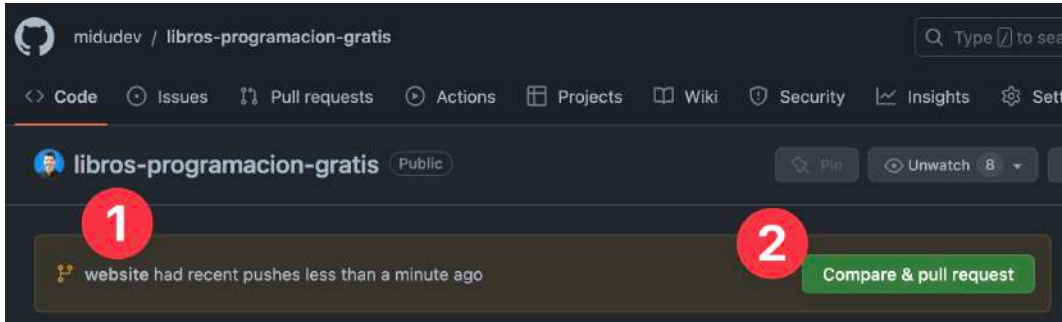 midudev / libros-programacion-gratis
Type / to sea
Code Issues Pull requests Actions Projects Wiki Security Insights Sett
libros-programacion-gratis Public
Pin Unwatch 8
1
2
website had recent pushes less than a minute ago
Compare & pull request